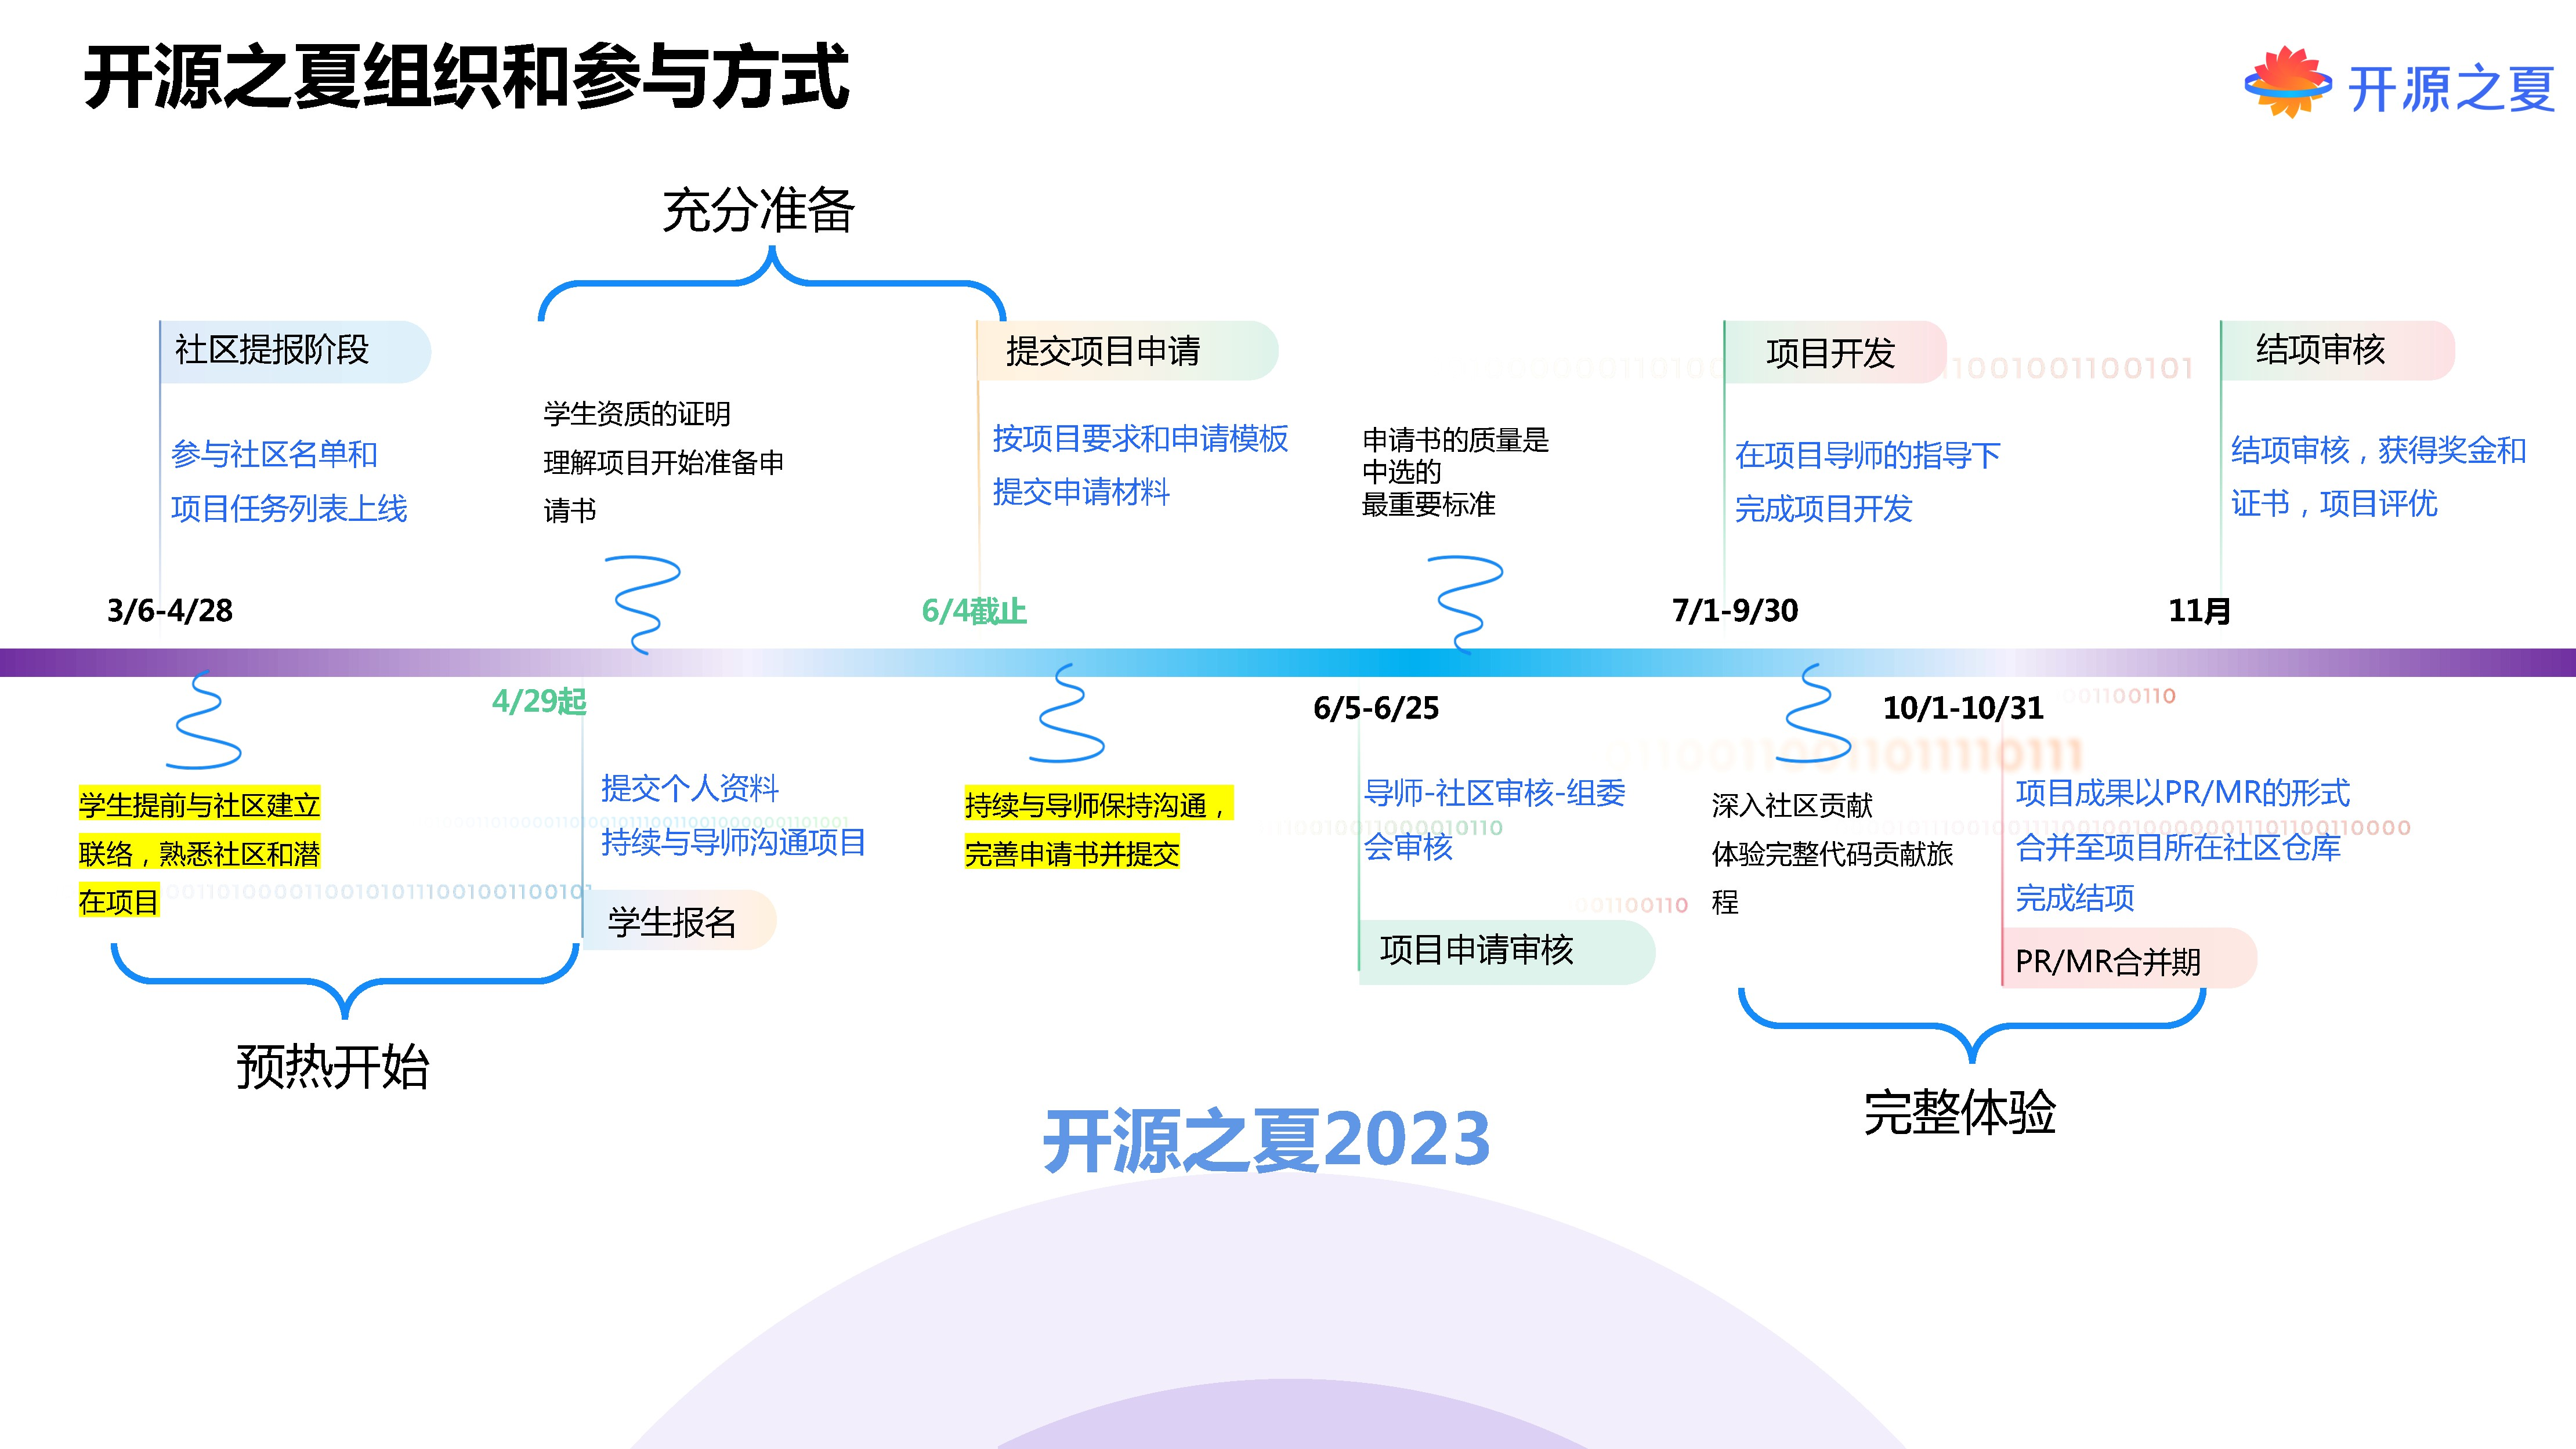 开源之夏组织和参与方式
开源之夏
充分准备
社区提报阶段
参与社区名单和
项目任务列表上线
3/6-4/28
学生资质的证明
理解项目开始准备申
请书
提交项目申请
按项目要求和申请模板
提交申请材料
6/4截止
申请书的质量是
中选的
最重要标准
项目开发
在项目导师的指导下
完成项目开发
7/1-9/30
结项审核
结项审核，获得奖金和
证书，项目评优
11月
学生提前与社区建立
联络，熟悉社区和潜
在项目
预热开始
4/29起
提交个人资料
持续与导师沟通项目
学生报名
持续与导师保持沟通，
完善申请书并提交
6/5-6/25
导师-社区审核-组委
会审核
项目申请审核
深入社区贡献
体验完整代码贡献旅
程
10/1-10/31
项目成果以PR/MR的形式
合并至项目所在社区仓库
完成结项
PR/MR合并期
完整体验
开源之夏2023